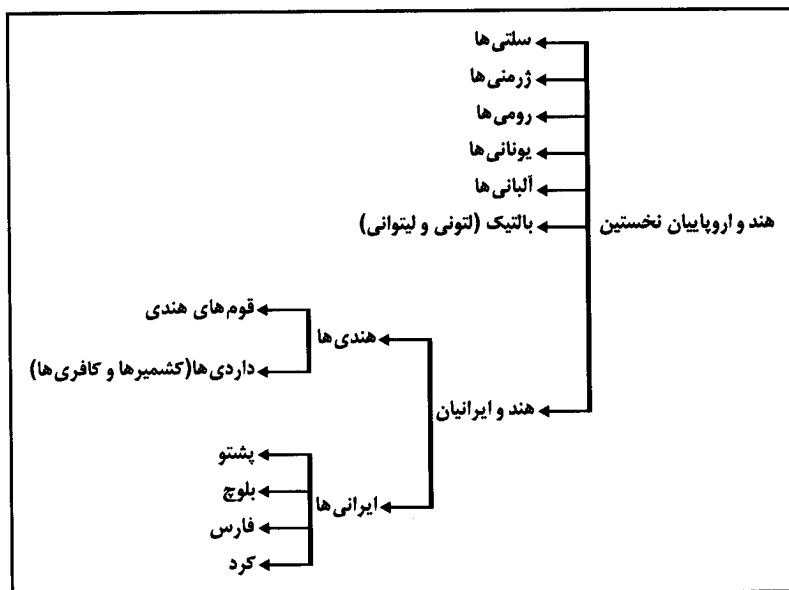 سلتی‌ها
ژرمنی‌ها
رومی‌ها
یونانی‌ها
آلبانی‌ها
هند و اروپاییان نخستین
بالتیک (لتونی و لیتوانی)
هند و ایرانیان
هندی‌ها
قوم‌های هندی
داردی‌ها(کشمیرها و کافری‌ها)
ایرانی‌ها
پشتو
بلوچ
فارس
کرد